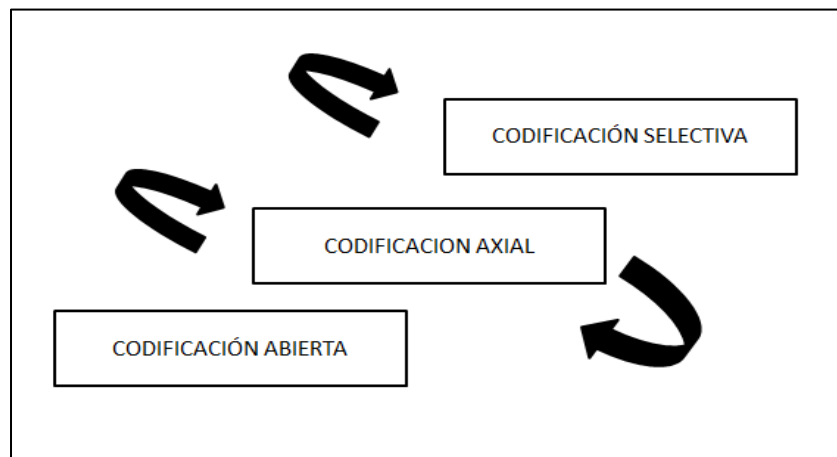 CODIFICACIÓN SELECTIVA
CODIFICACION AXIAL
CODIFICACIÓN ABIERTA